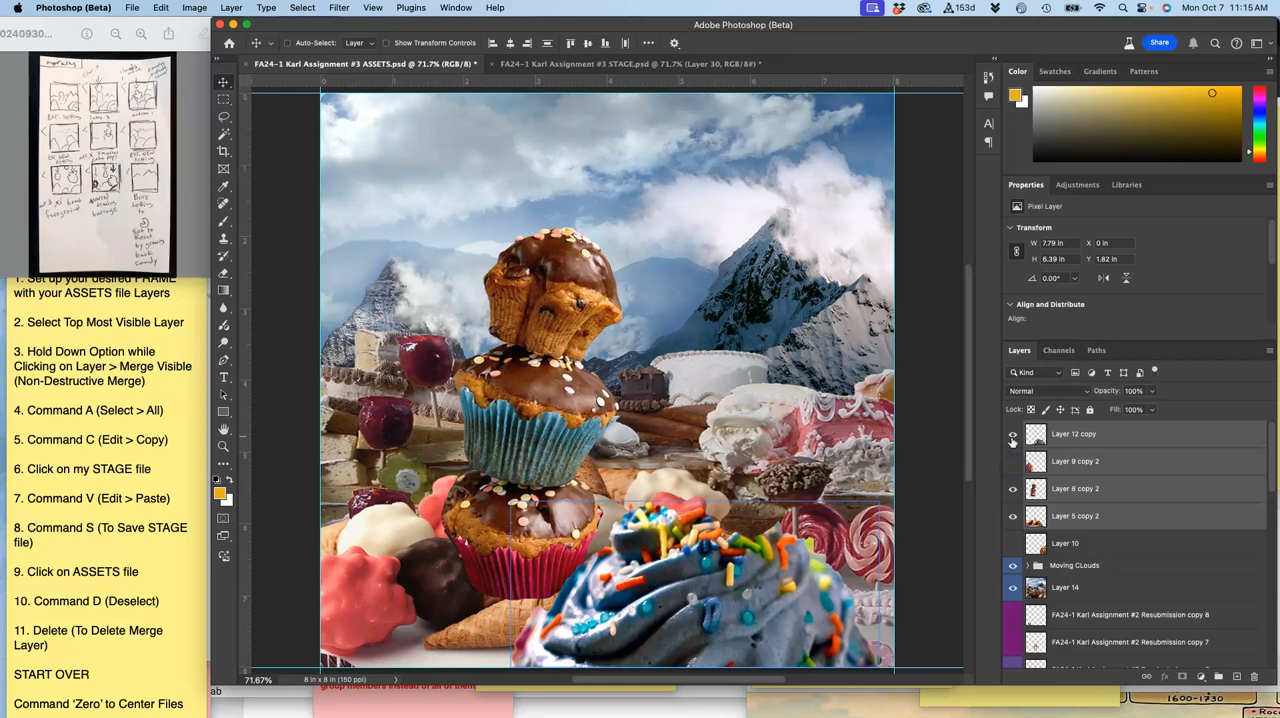 Photoshop (Beta) File Edit Image Layer Type Select Filter View Plugins Window Help
153d
Mon Oct 7 11:15 AM
0240930...
Adobe Photoshop (Beta)
Auto-Select: Layer Show Transform Controls
Share
FA24-1 Karl Assignment #3 ASSETS.psd @ 71.7% (RGB/8) *
FA24-1 Karl Assignment #3 STAGE.psd @ 71.7% (Layer 30, RGB/8#) *
Color Swatches Gradients Patterns
Properties Adjustments Libraries
Pixel Layer
Transform
W 7.79 in X 0 in
H 6.39 in Y 1.82 in
0.00°
Align and Distribute
Align:
Layers Channels Paths
Kind
Normal Opacity: 100%
Lock: Fill: 100%
Layer 12 copy
Layer 9 copy 2
Layer 8 copy 2
Layer 5 copy 2
Layer 10
Moving CLouds
Layer 14
FA24-1 Karl Assignment #2 Resubmission copy 8
FA24-1 Karl Assignment #2 Resubmission copy 7
1. Set up your desired FRAME
with your ASSETS file Layers
2. Select Top Most Visible Layer
3. Hold Down Option while
Clicking on Layer > Merge Visible
(Non-Destructive Merge)
4. Command A (Select > All)
5. Command C (Edit > Copy)
6. Click on my STAGE file
7. Command V (Edit > Paste)
8. Command S (To Save STAGE
file)
9. Click on ASSETS file
10. Command D (Deselect)
11. Delete (To Delete Merge
Layer)
START OVER
Command ‘Zero’ to Center Files
71.67% 8 in x 8 in (150 ppi)
group members instead of all of them
1600-1730